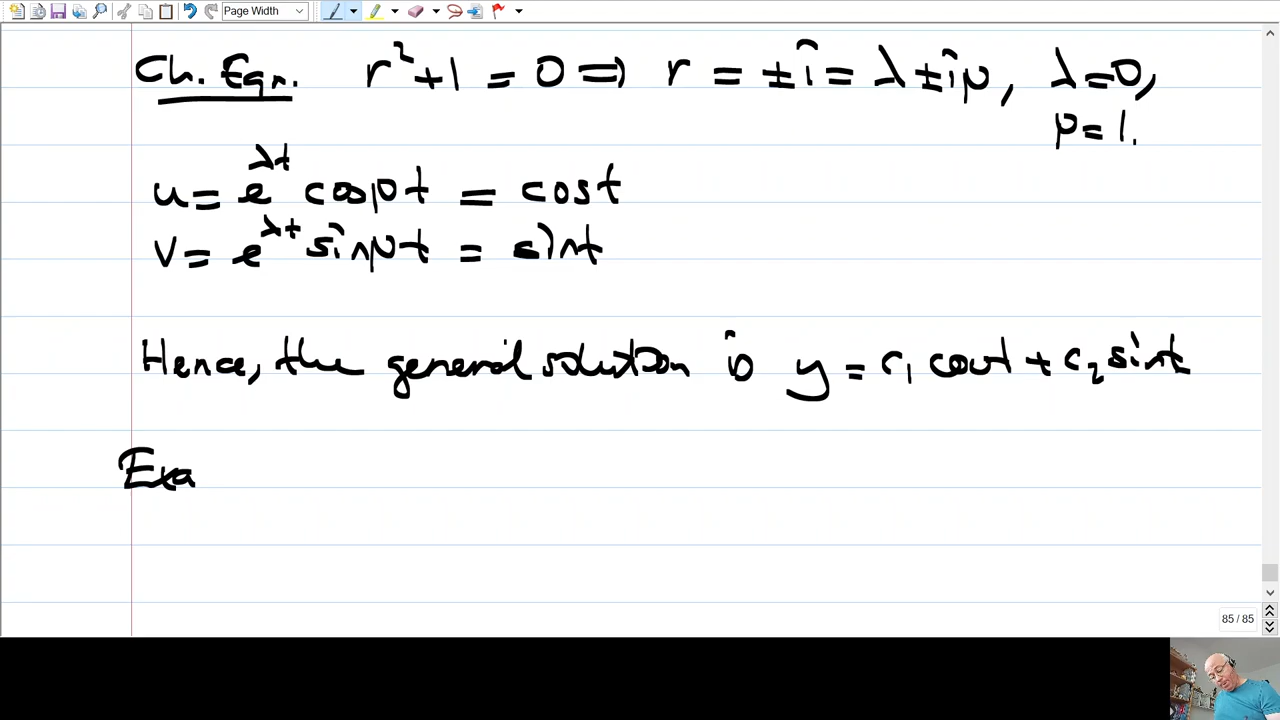 Page Width
Ch. Eqn. r² + 1 = 0 ⟹ r = ±i = λ ± iμ, λ = 0,
μ = 1.
u = e^{λt} cos μt = cos t
v = e^{λt} sin μt = sin t
Hence, the general solution is y = c₁ cos t + c₂ sin t
Exa
85 / 85